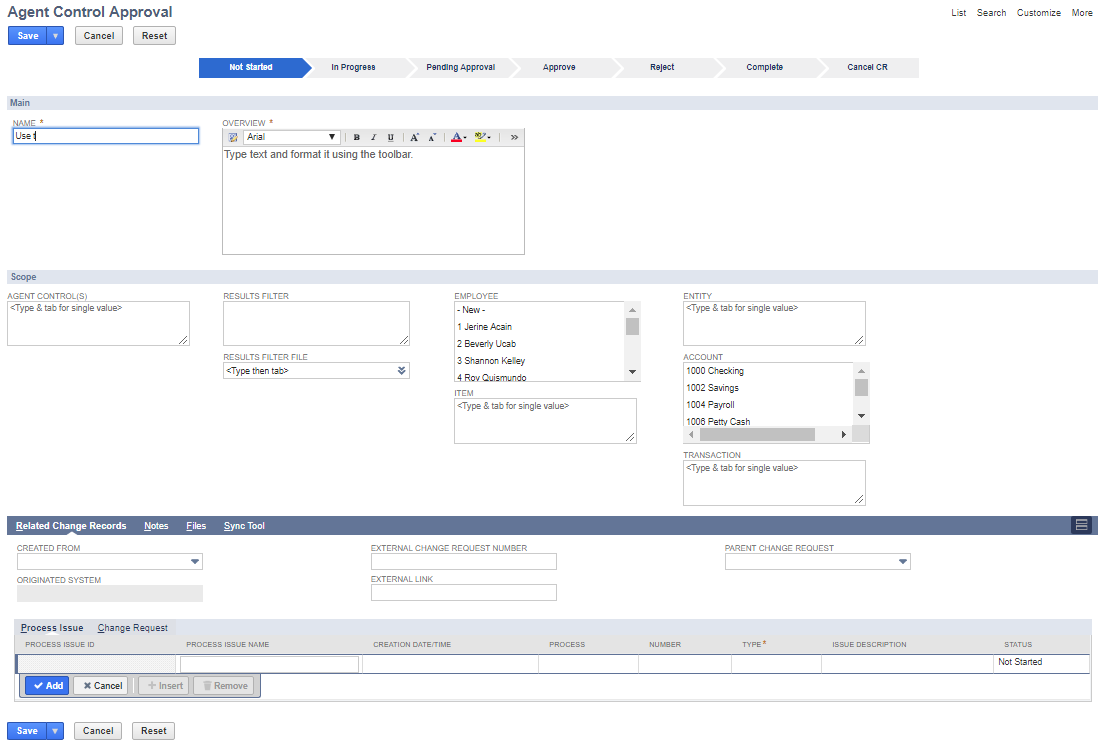 Agent Control Approval
List Search Customize More
Save Cancel Reset
Not Started In Progress Pending Approval Approve Reject Complete Cancel CR
Main
NAME * OVERVIEW *
Use t
Arial B I U A A A »
Type text and format it using the toolbar.
Scope
AGENT CONTROL(S) RESULTS FILTER EMPLOYEE ENTITY
<Type & tab for single value> - New - <Type & tab for single value>
1 Jerine Acain
2 Beverly Ucab
RESULTS FILTER FILE 3 Shannon Kelley ACCOUNT
<Type then tab> 4 Roy Quismundo 1000 Checking
1002 Savings
ITEM 1004 Payroll
<Type & tab for single value> 1006 Petty Cash
TRANSACTION
<Type & tab for single value>
Related Change Records Notes Files Sync Tool
CREATED FROM EXTERNAL CHANGE REQUEST NUMBER PARENT CHANGE REQUEST
ORIGINATED SYSTEM EXTERNAL LINK
Process Issue Change Request
PROCESS ISSUE ID PROCESS ISSUE NAME CREATION DATE/TIME PROCESS NUMBER TYPE * ISSUE DESCRIPTION STATUS
Not Started
Add Cancel Insert Remove
Save Cancel Reset